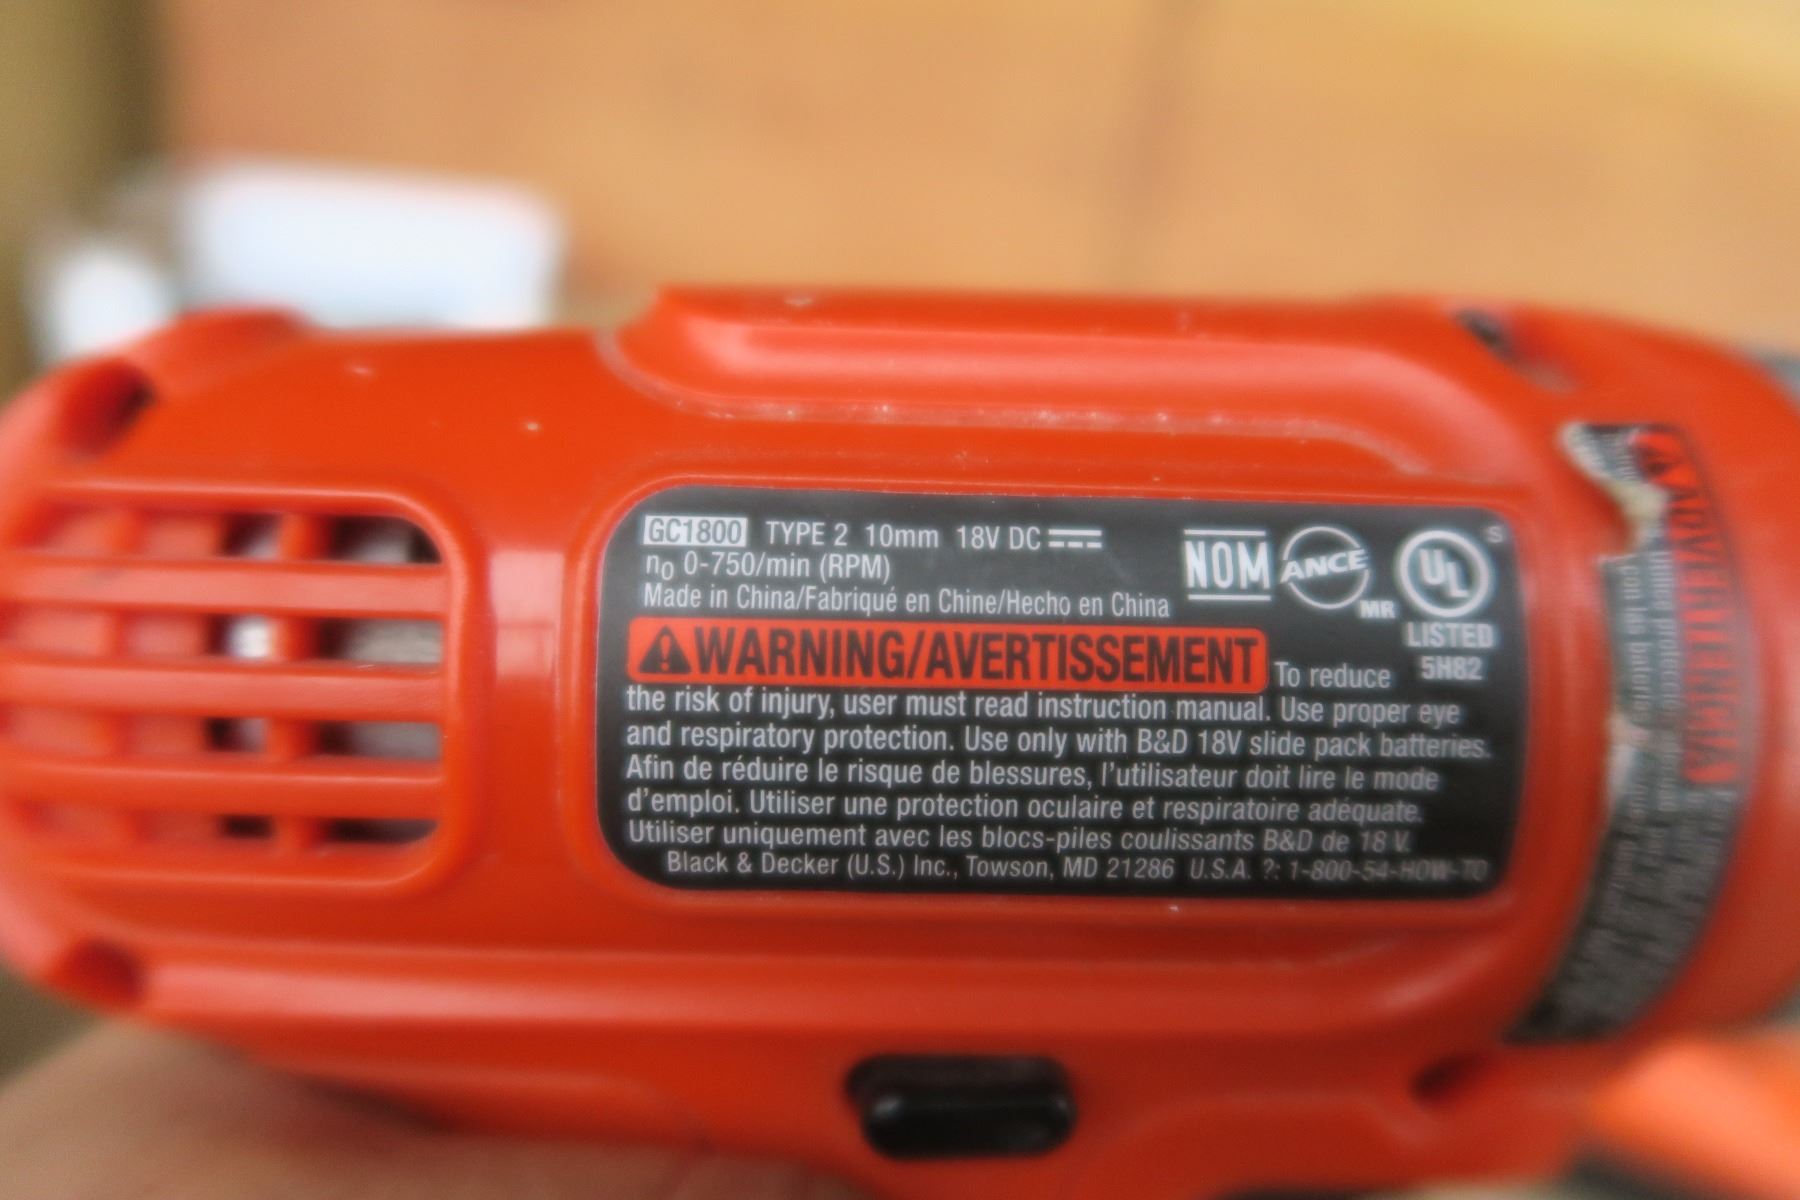 GC1800 TYPE 2 10mm 18V DC
n₀ 0-750/min (RPM)
Made in China/Fabriqué en Chine/Hecho en China
NOM ANCE MR UL S
LISTED
5H82
WARNING/AVERTISSEMENT To reduce
the risk of injury, user must read instruction manual. Use proper eye
and respiratory protection. Use only with B&D 18V slide pack batteries.
Afin de réduire le risque de blessures, l'utilisateur doit lire le mode
d'emploi. Utiliser une protection oculaire et respiratoire adéquate.
Utiliser uniquement avec les blocs-piles coulissants B&D de 18 V.
Black & Decker (U.S.) Inc., Towson, MD 21286 U.S.A. ?: 1-800-54-HOW-TO
ADVERTENCIA
con las baterías